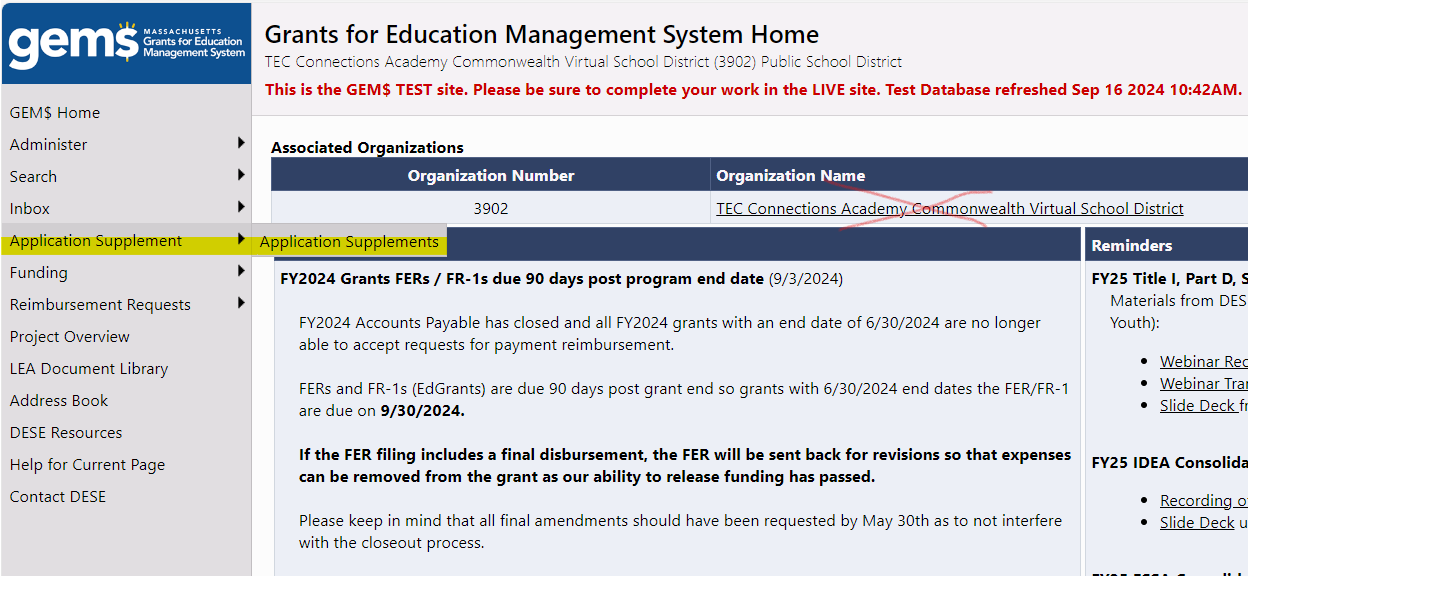 gem$ MASSACHUSETTS
Grants for Education
Management System
Grants for Education Management System Home
TEC Connections Academy Commonwealth Virtual School District (3902) Public School District
This is the GEM$ TEST site. Please be sure to complete your work in the LIVE site. Test Database refreshed Sep 16 2024 10:42AM.
GEM$ Home
Administer
Search
Inbox
Application Supplement
Application Supplements
Funding
Reimbursement Requests
Project Overview
LEA Document Library
Address Book
DESE Resources
Help for Current Page
Contact DESE
Associated Organizations
Organization Number Organization Name
3902 TEC Connections Academy Commonwealth Virtual School District
FY2024 Grants FERs / FR-1s due 90 days post program end date (9/3/2024)
FY2024 Accounts Payable has closed and all FY2024 grants with an end date of 6/30/2024 are no longer
able to accept requests for payment reimbursement.
FERs and FR-1s (EdGrants) are due 90 days post grant end so grants with 6/30/2024 end dates the FER/FR-1
are due on 9/30/2024.
If the FER filing includes a final disbursement, the FER will be sent back for revisions so that expenses
can be removed from the grant as our ability to release funding has passed.
Please keep in mind that all final amendments should have been requested by May 30th as to not interfere
with the closeout process.
Reminders
FY25 Title I, Part D, S
Materials from DES
Youth):
Webinar Rec
Webinar Tra
Slide Deck f
FY25 IDEA Consolida
Recording o
Slide Deck u